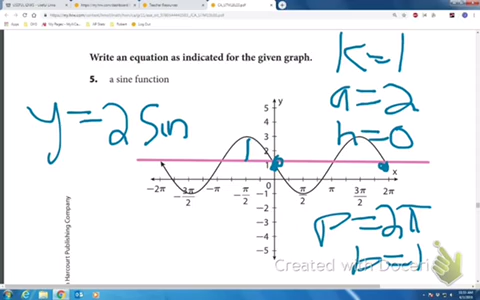 Write an equation as indicated for the given graph.
5. a sine function
k=1
a=2
h=0
y=2 Sin
y
5
4
3
2
1
x
-2π -3π/2 -π -π/2 0 π/2 π 3π/2 2π
-1
-2
-3
-4
-5
p=2π
b=1
Harcourt Publishing Company
Created with Doceri